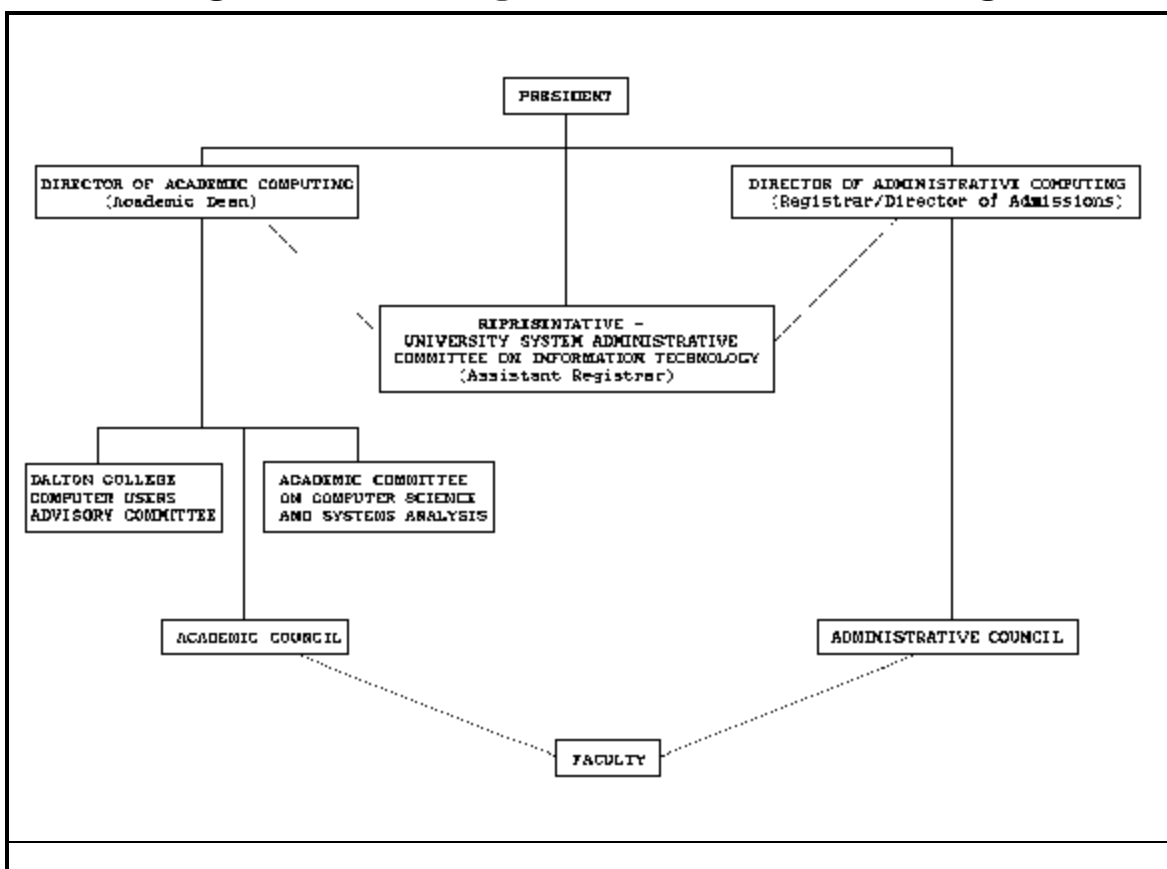 PRESIDENT
DIRECTOR OF ACADEMIC COMPUTING
(Academic Dean)
DIRECTOR OF ADMINISTRATIVE COMPUTING
(Registrar/Director of Admissions)
REPRESENTATIVE -
UNIVERSITY SYSTEM ADMINISTRATIVE
COMMITTEE ON INFORMATION TECHNOLOGY
(Assistant Registrar)
DALTON COLLEGE
COMPUTER USERS
ADVISORY COMMITTEE
ACADEMIC COMMITTEE
ON COMPUTER SCIENCE
AND SYSTEMS ANALYSIS
ACADEMIC COUNCIL
ADMINISTRATIVE COUNCIL
FACULTY